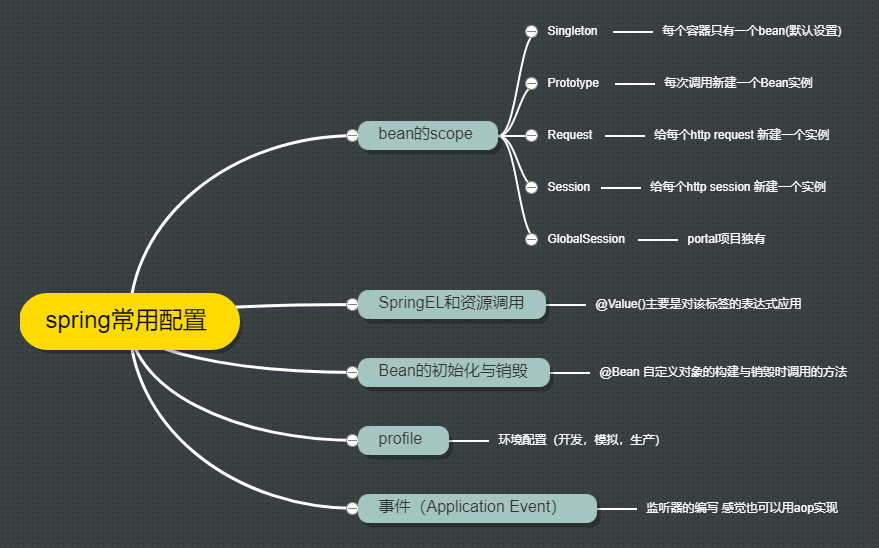 spring常用配置
bean的scope
Singleton
每个容器只有一个bean(默认设置)
Prototype
每次调用新建一个Bean实例
Request
给每个http request 新建一个实例
Session
给每个http session 新建一个实例
GlobalSession
portal项目独有
SpringEL和资源调用
@Value()主要是对该标签的表达式应用
Bean的初始化与销毁
@Bean 自定义对象的构建与销毁时调用的方法
profile
环境配置（开发，模拟，生产）
事件（Application Event）
监听器的编写 感觉也可以用aop实现